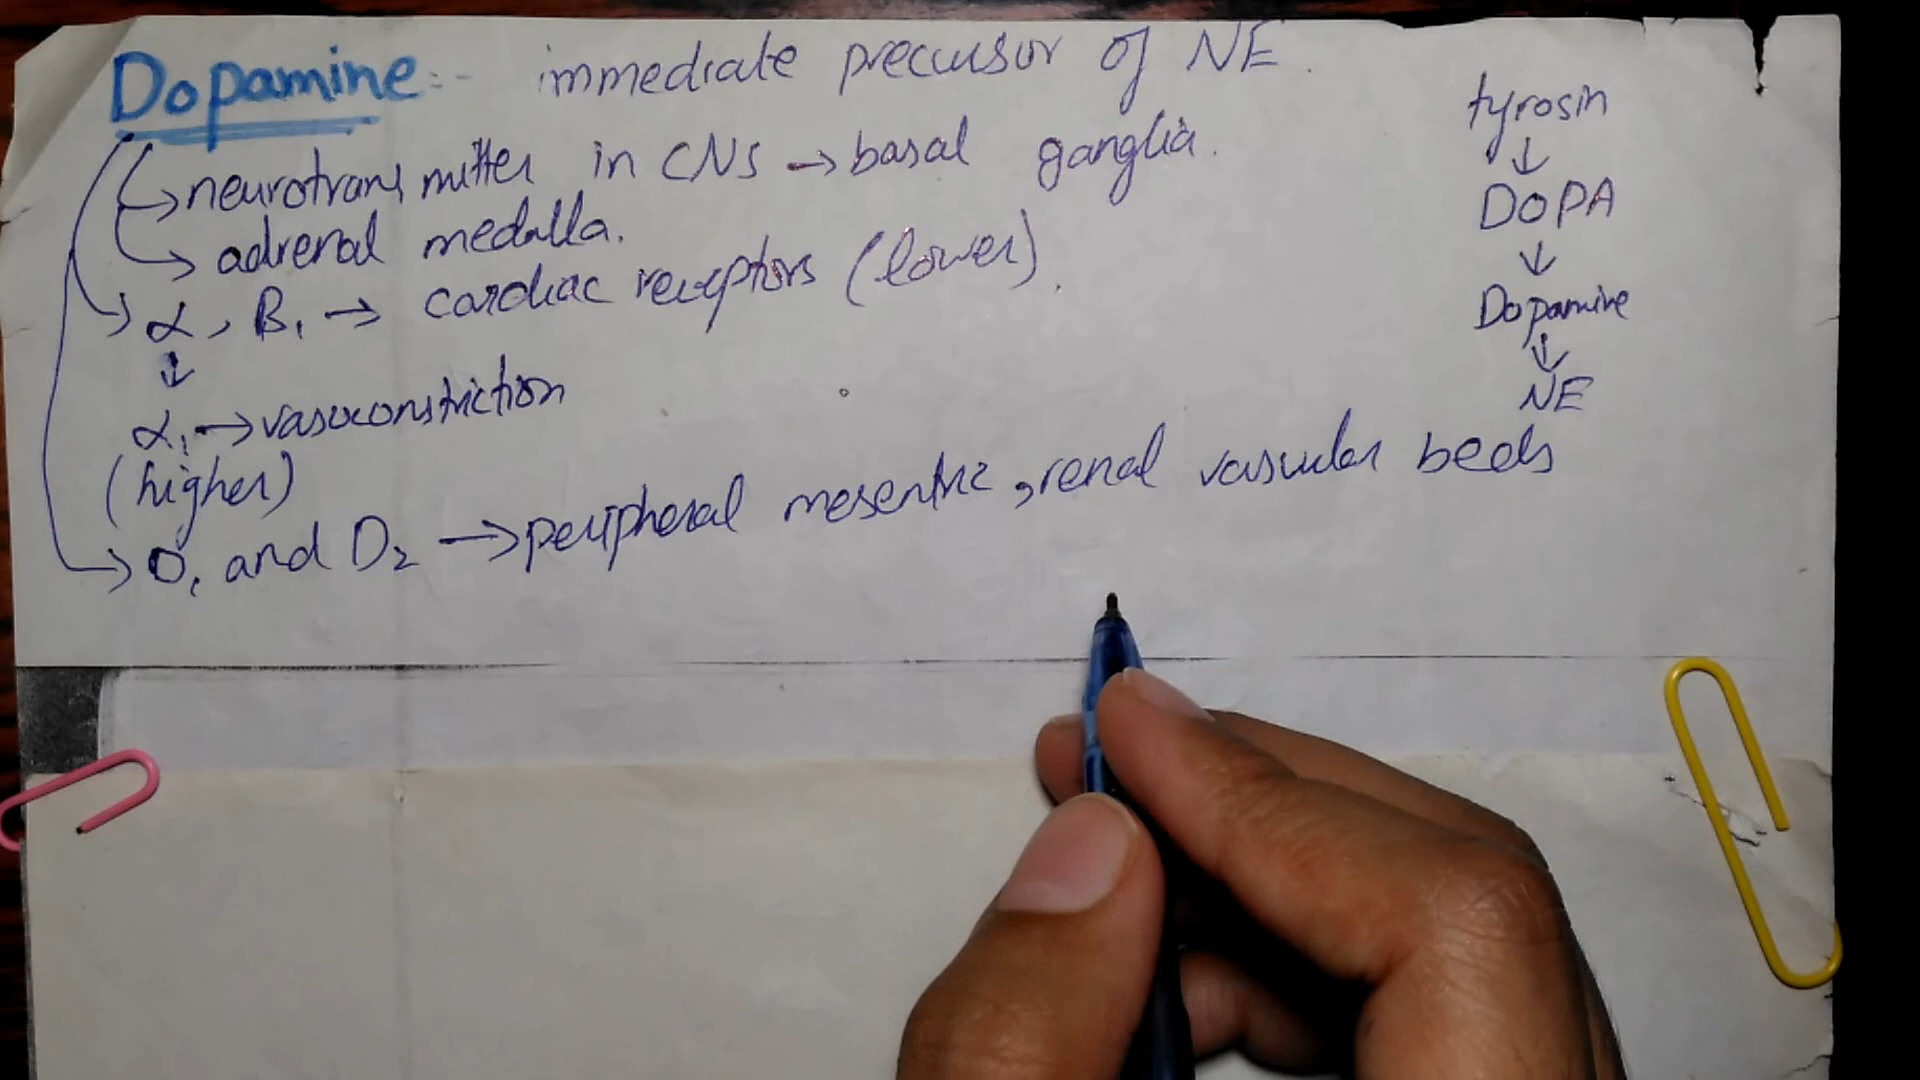 Dopamine:- immediate precursor of NE.
neurotransmitter in CNS → basal ganglia.
adrenal medulla.
α, B₁ → cardiac receptors (lower).
↓
α₁ → vasoconstriction
(higher)
D₁ and D₂ → peripheral mesentric, renal vascular beds
tyrosin
↓
DOPA
↓
Dopamine
↓
NE